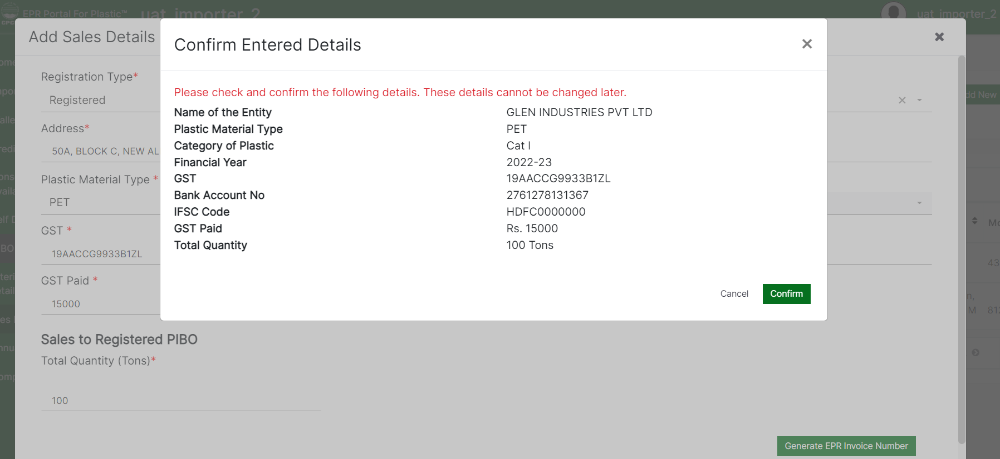 EPR Portal For Plastic™ uat_importer_2
uat_importer_2
Add Sales Details
Confirm Entered Details
Registration Type*
Registered
Address*
50A, BLOCK C, NEW AL
Plastic Material Type *
PET
GST *
19AACCG9933B1ZL
GST Paid *
15000
Please check and confirm the following details. These details cannot be changed later.
Name of the Entity GLEN INDUSTRIES PVT LTD
Plastic Material Type PET
Category of Plastic Cat I
Financial Year 2022-23
GST 19AACCG9933B1ZL
Bank Account No 2761278131367
IFSC Code HDFC0000000
GST Paid Rs. 15000
Total Quantity 100 Tons
Cancel Confirm
Sales to Registered PIBO
Total Quantity (Tons)*
100
Generate EPR Invoice Number
New